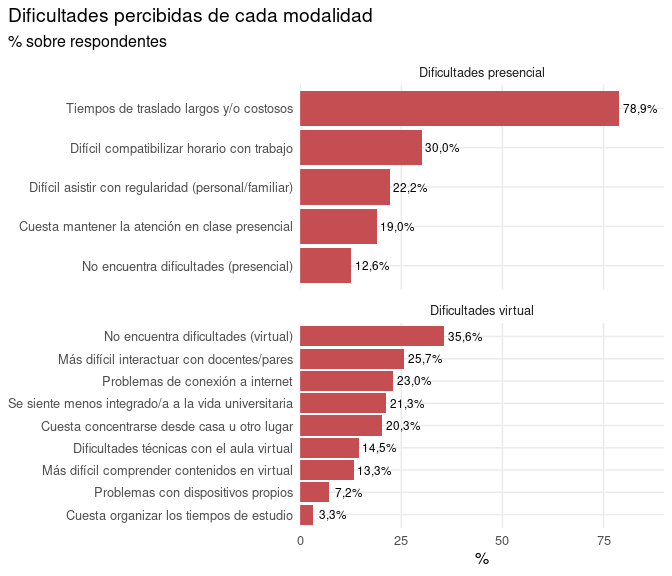 Dificultades percibidas de cada modalidad
% sobre respondentes
Dificultades presencial
Tiempos de traslado largos y/o costosos 78,9%
Difícil compatibilizar horario con trabajo 30,0%
Difícil asistir con regularidad (personal/familiar) 22,2%
Cuesta mantener la atención en clase presencial 19,0%
No encuentra dificultades (presencial) 12,6%
Dificultades virtual
No encuentra dificultades (virtual) 35,6%
Más difícil interactuar con docentes/pares 25,7%
Problemas de conexión a internet 23,0%
Se siente menos integrado/a a la vida universitaria 21,3%
Cuesta concentrarse desde casa u otro lugar 20,3%
Dificultades técnicas con el aula virtual 14,5%
Más difícil comprender contenidos en virtual 13,3%
Problemas con dispositivos propios 7,2%
Cuesta organizar los tiempos de estudio 3,3%
0 25 50 75
%